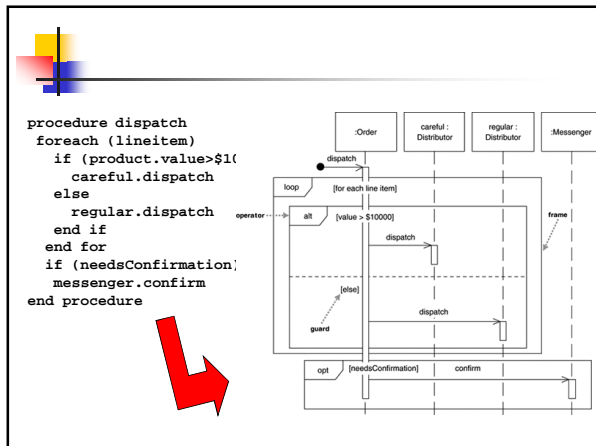 procedure dispatch
foreach (lineitem)
if (product.value>$10
careful.dispatch
else
regular.dispatch
end if
end for
if (needsConfirmation)
messenger.confirm
end procedure
:Order
careful :
Distributor
regular :
Distributor
:Messenger
dispatch
loop
[for each line item]
operator
alt
[value > $10000]
frame
dispatch
[else]
dispatch
guard
opt
[needsConfirmation]
confirm